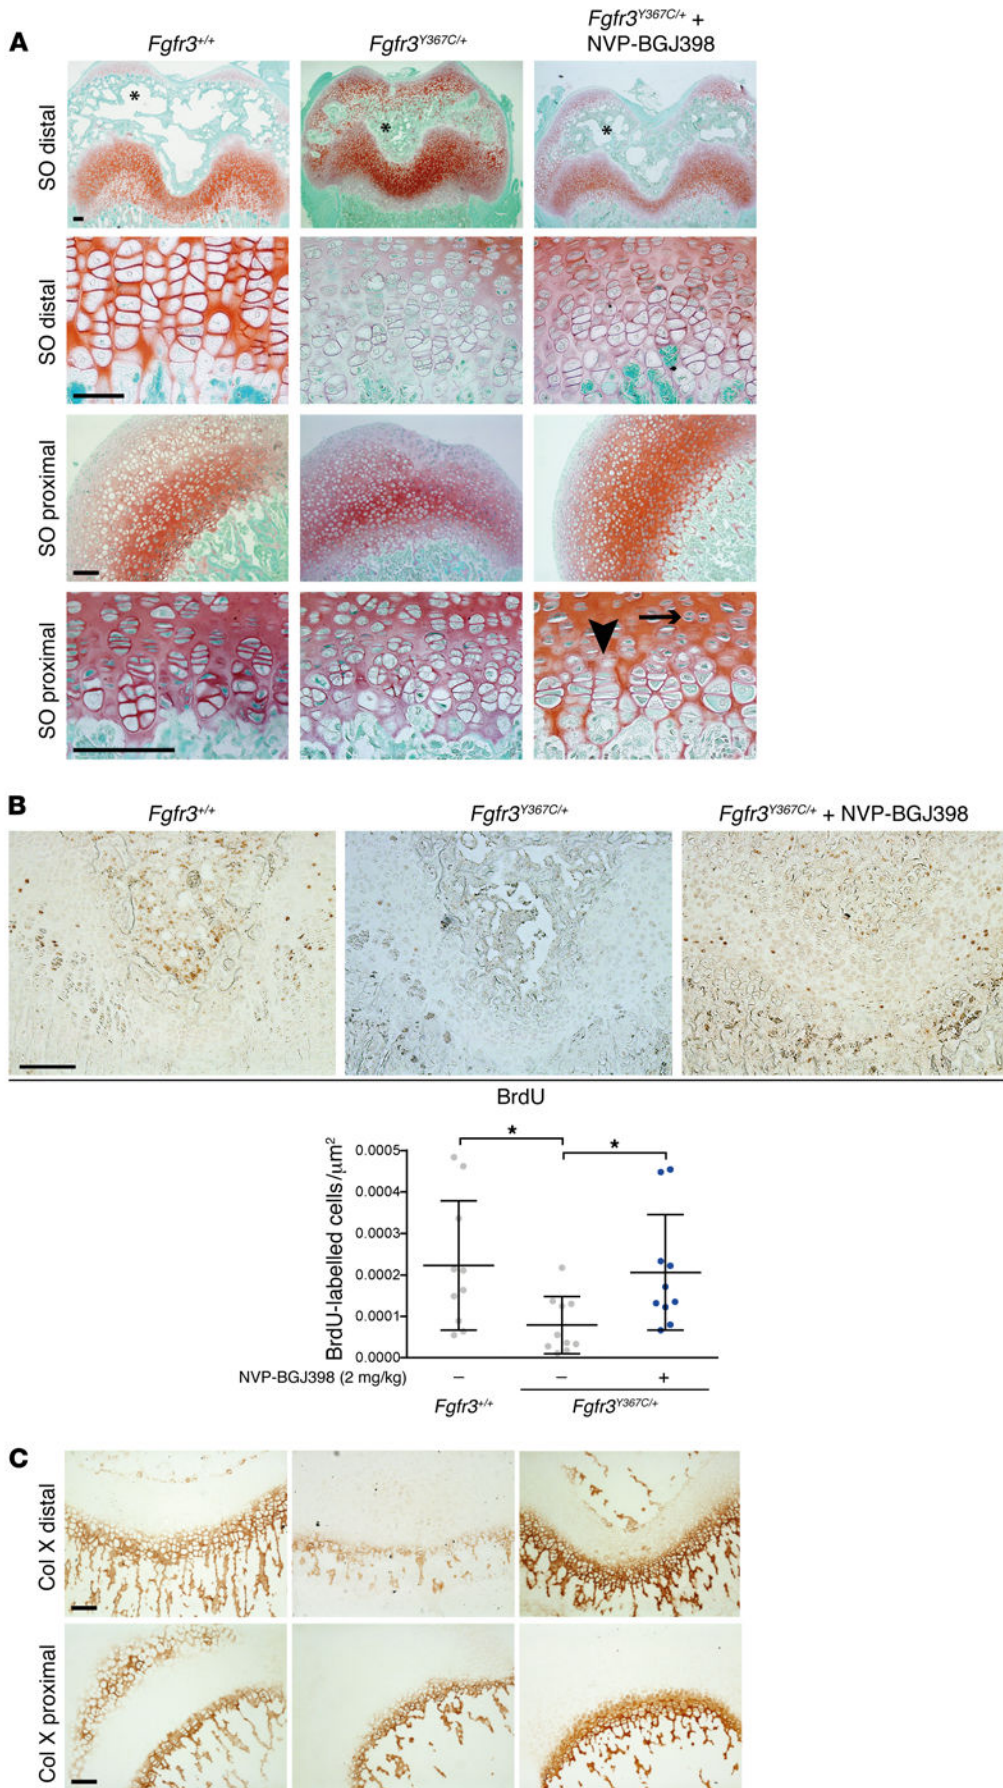 A
Fgfr3+/+
Fgfr3Y367C/+
Fgfr3Y367C/+ +
NVP-BGJ398
SO distal
*
*
*
SO distal
SO proximal
SO proximal
B
Fgfr3+/+
Fgfr3Y367C/+
Fgfr3Y367C/+ + NVP-BGJ398
BrdU
BrdU-labelled cells/μm²
*
*
0.0005
0.0004
0.0003
0.0002
0.0001
0.0000
NVP-BGJ398 (2 mg/kg) – – +
Fgfr3+/+
Fgfr3Y367C/+
C
Col X distal
Col X proximal